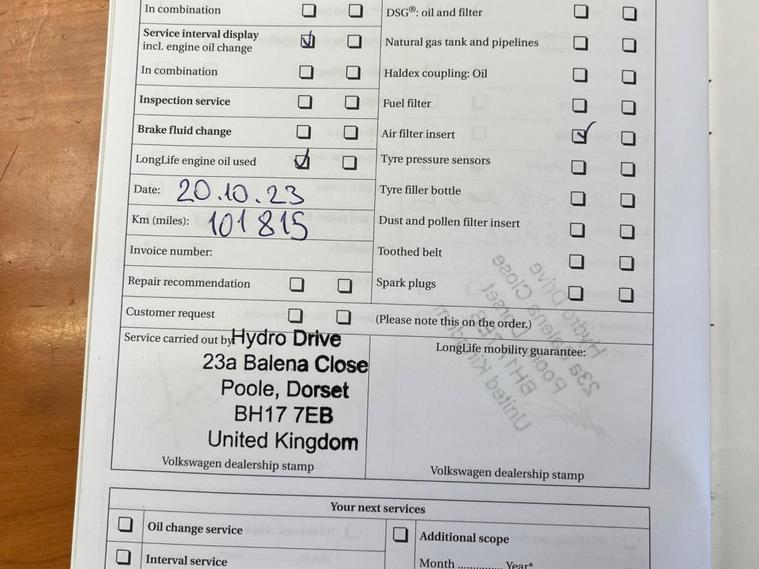 In combination
Service interval display
incl. engine oil change
In combination
Inspection service
Brake fluid change
LongLife engine oil used
Date: 20.10.23
Km (miles): 101815
Invoice number:
Repair recommendation
Customer request
DSG®: oil and filter
Natural gas tank and pipelines
Haldex coupling: Oil
Fuel filter
Air filter insert
Tyre pressure sensors
Tyre filler bottle
Dust and pollen filter insert
Toothed belt
Spark plugs
(Please note this on the order.)
Service carried out by
Hydro Drive
23a Balena Close
Poole, Dorset
BH17 7EB
United Kingdom
Volkswagen dealership stamp
LongLife mobility guarantee:
Volkswagen dealership stamp
Your next services
Oil change service
Interval service
Additional scope
Month .............. Year*